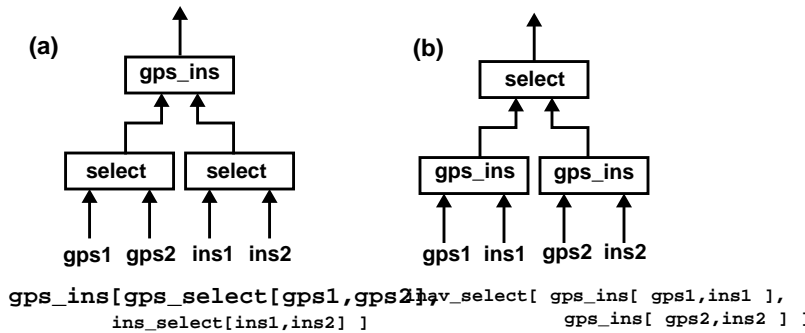 (a)
gps_ins
select select
gps1 gps2 ins1 ins2
gps_ins[gps_select[gps1,gps2],
ins_select[ins1,ins2] ]
(b)
select
gps_ins gps_ins
gps1 ins1 gps2 ins2
nav_select[ gps_ins[ gps1,ins1 ],
gps_ins[ gps2,ins2 ] ]